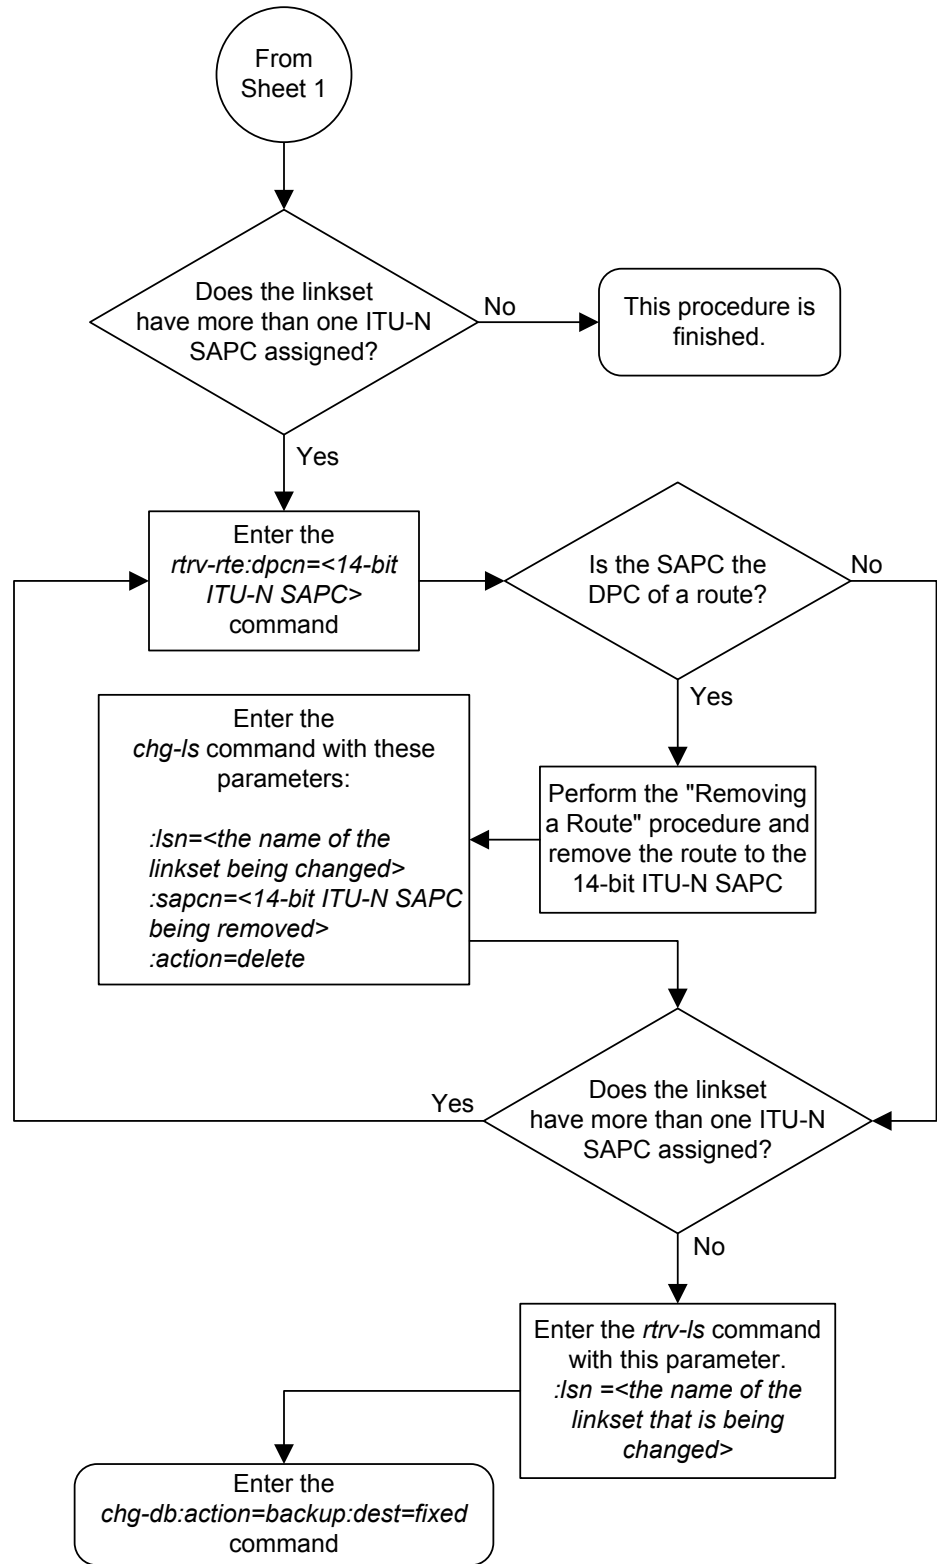 From
Sheet 1
Does the linkset
have more than one ITU-N
SAPC assigned?
No
This procedure is
finished.
Yes
Enter the
rtrv-rte:dpcn=<14-bit
ITU-N SAPC>
command
Is the SAPC the
DPC of a route?
No
Yes
Enter the
chg-ls command with these
parameters:
:lsn=<the name of the
linkset being changed>
:sapcn=<14-bit ITU-N SAPC
being removed>
:action=delete
Perform the "Removing
a Route" procedure and
remove the route to the
14-bit ITU-N SAPC
Does the linkset
have more than one ITU-N
SAPC assigned?
Yes
No
Enter the rtrv-ls command
with this parameter.
:lsn =<the name of the
linkset that is being
changed>
Enter the
chg-db:action=backup:dest=fixed
command